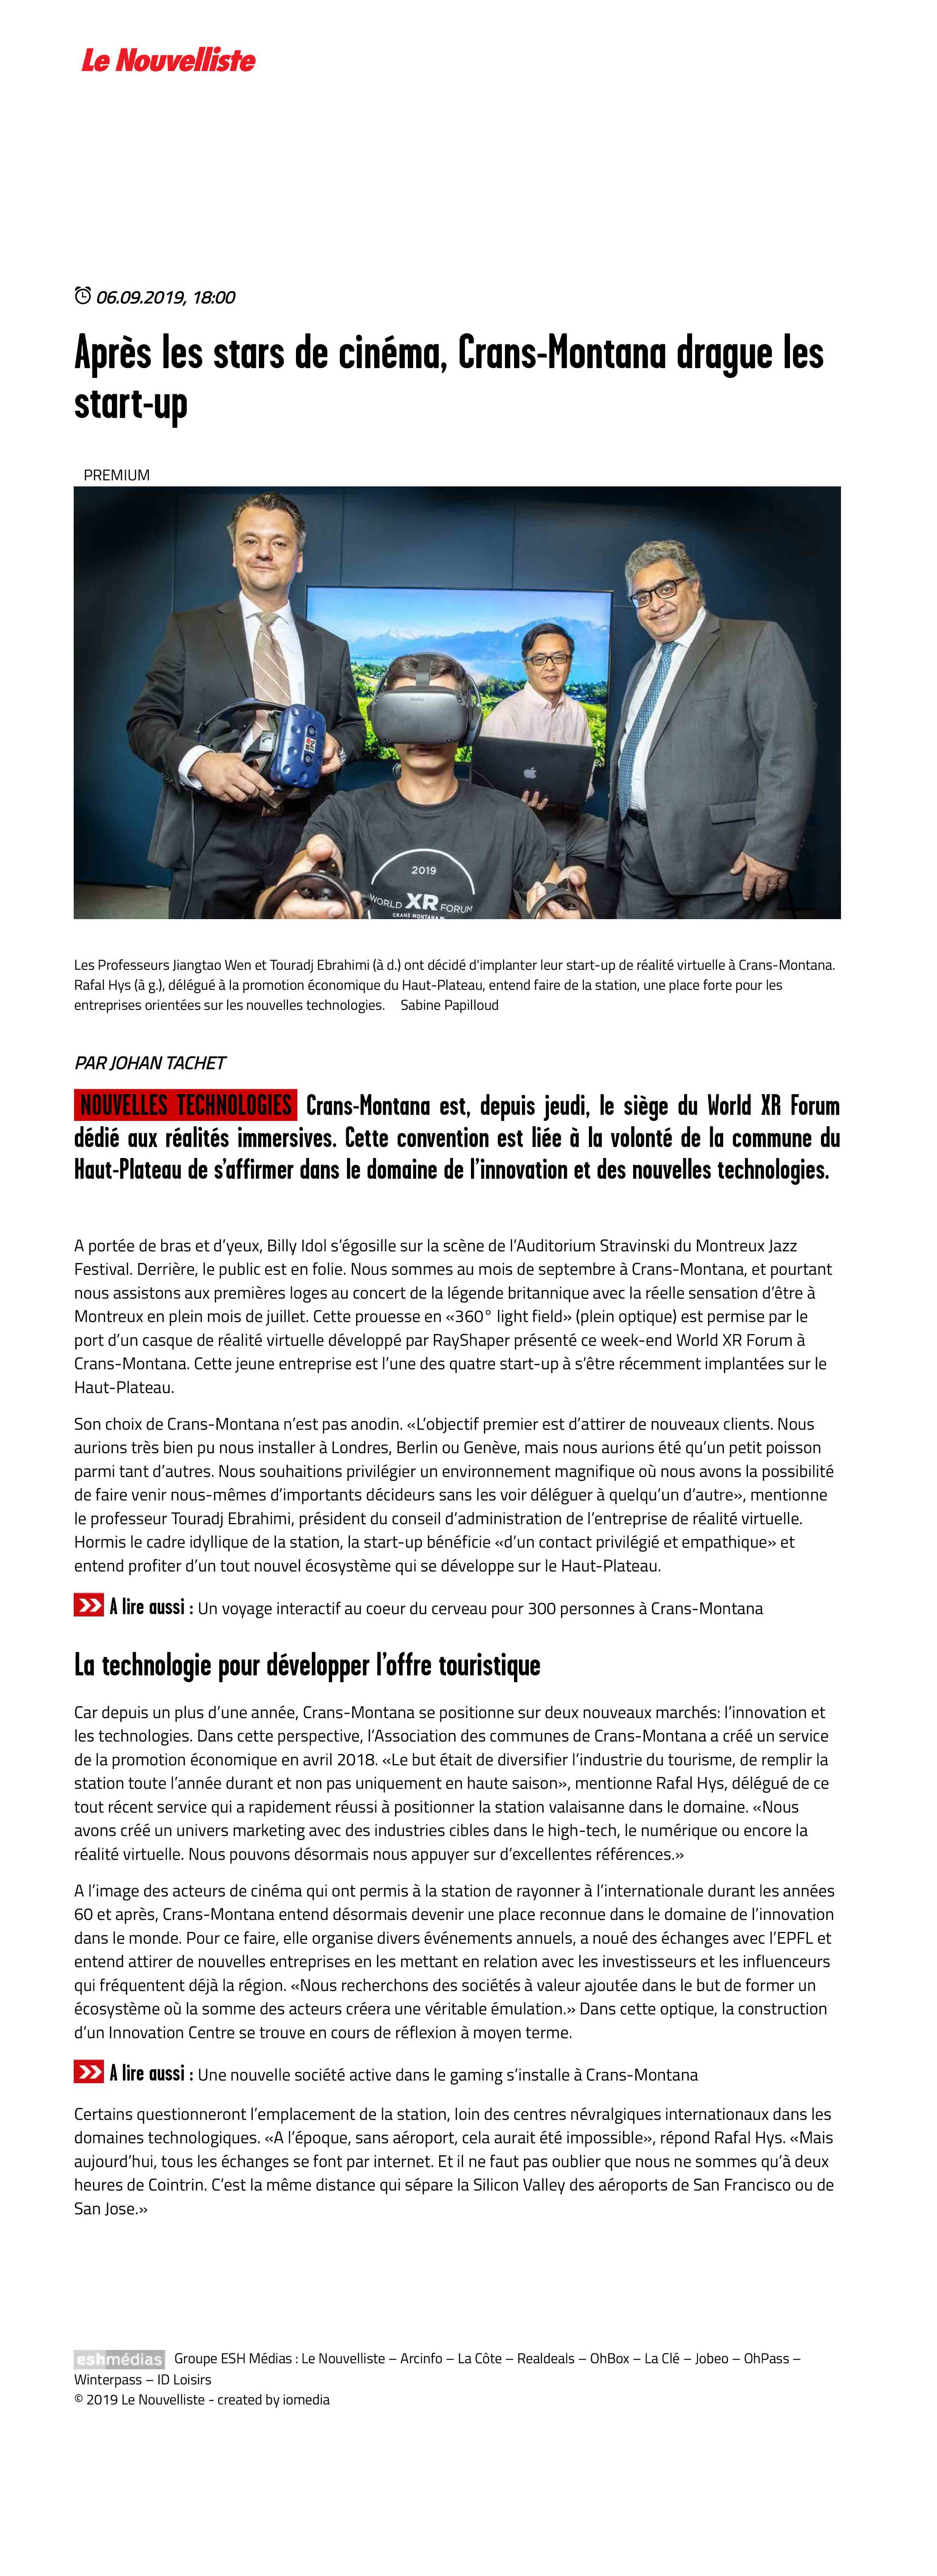 Le Nouvelliste
06.09.2019, 18:00
Après les stars de cinéma, Crans-Montana drague les
start-up
PREMIUM
2019
WORLD XR FORUM
CRANS MONTANA
Les Professeurs Jiangtao Wen et Touradj Ebrahimi (à d.) ont décidé d'implanter leur start-up de réalité virtuelle à Crans-Montana.
Rafal Hys (à g.), délégué à la promotion économique du Haut-Plateau, entend faire de la station, une place forte pour les
entreprises orientées sur les nouvelles technologies. Sabine Papilloud
PAR JOHAN TACHET
NOUVELLES TECHNOLOGIES Crans-Montana est, depuis jeudi, le siège du World XR Forum
dédié aux réalités immersives. Cette convention est liée à la volonté de la commune du
Haut-Plateau de s’affirmer dans le domaine de l’innovation et des nouvelles technologies.
A portée de bras et d’yeux, Billy Idol s’égosille sur la scène de l’Auditorium Stravinski du Montreux Jazz
Festival. Derrière, le public est en folie. Nous sommes au mois de septembre à Crans-Montana, et pourtant
nous assistons aux premières loges au concert de la légende britannique avec la réelle sensation d’être à
Montreux en plein mois de juillet. Cette prouesse en «360° light field» (plein optique) est permise par le
port d’un casque de réalité virtuelle développé par RayShaper présenté ce week-end World XR Forum à
Crans-Montana. Cette jeune entreprise est l’une des quatre start-up à s’être récemment implantées sur le
Haut-Plateau.
Son choix de Crans-Montana n’est pas anodin. «L’objectif premier est d’attirer de nouveaux clients. Nous
aurions très bien pu nous installer à Londres, Berlin ou Genève, mais nous aurions été qu’un petit poisson
parmi tant d’autres. Nous souhaitions privilégier un environnement magnifique où nous avons la possibilité
de faire venir nous-mêmes d’importants décideurs sans les voir déléguer à quelqu’un d’autre», mentionne
le professeur Touradj Ebrahimi, président du conseil d’administration de l’entreprise de réalité virtuelle.
Hormis le cadre idyllique de la station, la start-up bénéficie «d’un contact privilégié et empathique» et
entend profiter d’un tout nouvel écosystème qui se développe sur le Haut-Plateau.
A lire aussi : Un voyage interactif au coeur du cerveau pour 300 personnes à Crans-Montana
La technologie pour développer l’offre touristique
Car depuis un plus d’une année, Crans-Montana se positionne sur deux nouveaux marchés: l’innovation et
les technologies. Dans cette perspective, l’Association des communes de Crans-Montana a créé un service
de la promotion économique en avril 2018. «Le but était de diversifier l’industrie du tourisme, de remplir la
station toute l’année durant et non pas uniquement en haute saison», mentionne Rafal Hys, délégué de ce
tout récent service qui a rapidement réussi à positionner la station valaisanne dans le domaine. «Nous
avons créé un univers marketing avec des industries cibles dans le high-tech, le numérique ou encore la
réalité virtuelle. Nous pouvons désormais nous appuyer sur d’excellentes références.»
A l’image des acteurs de cinéma qui ont permis à la station de rayonner à l’internationale durant les années
60 et après, Crans-Montana entend désormais devenir une place reconnue dans le domaine de l’innovation
dans le monde. Pour ce faire, elle organise divers événements annuels, a noué des échanges avec l’EPFL et
entend attirer de nouvelles entreprises en les mettant en relation avec les investisseurs et les influenceurs
qui fréquentent déjà la région. «Nous recherchons des sociétés à valeur ajoutée dans le but de former un
écosystème où la somme des acteurs créera une véritable émulation.» Dans cette optique, la construction
d’un Innovation Centre se trouve en cours de réflexion à moyen terme.
A lire aussi : Une nouvelle société active dans le gaming s’installe à Crans-Montana
Certains questionneront l’emplacement de la station, loin des centres névralgiques internationaux dans les
domaines technologiques. «A l’époque, sans aéroport, cela aurait été impossible», répond Rafal Hys. «Mais
aujourd’hui, tous les échanges se font par internet. Et il ne faut pas oublier que nous ne sommes qu’à deux
heures de Cointrin. C’est la même distance qui sépare la Silicon Valley des aéroports de San Francisco ou de
San Jose.»
eshmédias Groupe ESH Médias : Le Nouvelliste – Arcinfo – La Côte – Realdeals – OhBox – La Clé – Jobeo – OhPass –
Winterpass – ID Loisirs
© 2019 Le Nouvelliste - created by iomedia